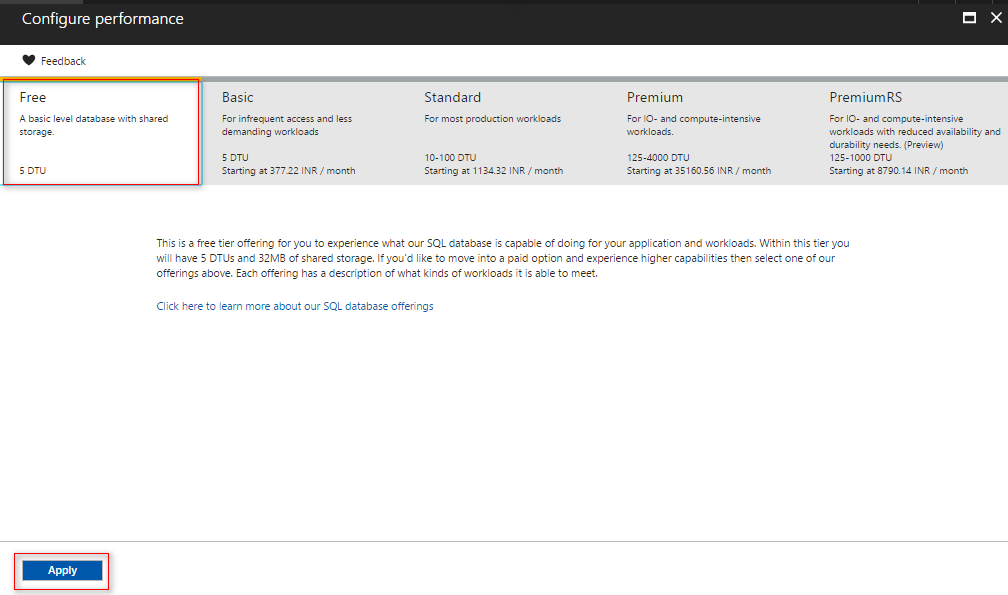 Configure performance
Feedback
Free
A basic level database with shared
storage.
5 DTU
Basic
For infrequent access and less
demanding workloads
5 DTU
Starting at 377.22 INR / month
Standard
For most production workloads
10-100 DTU
Starting at 1134.32 INR / month
Premium
For IO- and compute-intensive
workloads.
125-4000 DTU
Starting at 35160.56 INR / month
PremiumRS
For IO- and compute-intensive
workloads with reduced availability and
durability needs. (Preview)
125-1000 DTU
Starting at 8790.14 INR / month
This is a free tier offering for you to experience what our SQL database is capable of doing for your application and workloads. Within this tier you
will have 5 DTUs and 32MB of shared storage. If you'd like to move into a paid option and experience higher capabilities then select one of our
offerings above. Each offering has a description of what kinds of workloads it is able to meet.
Click here to learn more about our SQL database offerings
Apply